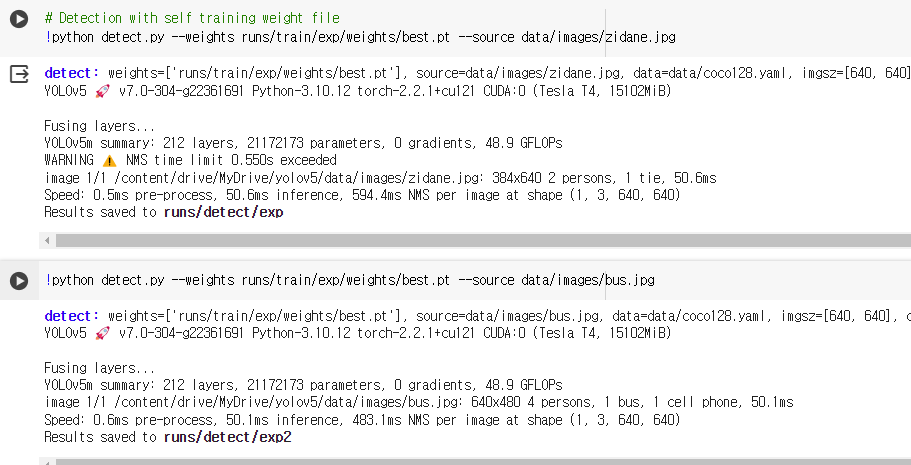 # Detection with self training weight file
!python detect.py --weights runs/train/exp/weights/best.pt --source data/images/zidane.jpg
detect: weights=['runs/train/exp/weights/best.pt'], source=data/images/zidane.jpg, data=data/coco128.yaml, imgsz=[640, 640]
YOLOv5 🚀 v7.0-304-g22361691 Python-3.10.12 torch-2.2.1+cu121 CUDA:0 (Tesla T4, 15102MiB)
Fusing layers...
YOLOv5m summary: 212 layers, 21172173 parameters, 0 gradients, 48.9 GFLOPs
WARNING ⚠️ NMS time limit 0.550s exceeded
image 1/1 /content/drive/MyDrive/yolov5/data/images/zidane.jpg: 384x640 2 persons, 1 tie, 50.6ms
Speed: 0.5ms pre-process, 50.6ms inference, 594.4ms NMS per image at shape (1, 3, 640, 640)
Results saved to runs/detect/exp
!python detect.py --weights runs/train/exp/weights/best.pt --source data/images/bus.jpg
detect: weights=['runs/train/exp/weights/best.pt'], source=data/images/bus.jpg, data=data/coco128.yaml, imgsz=[640, 640], c
YOLOv5 🚀 v7.0-304-g22361691 Python-3.10.12 torch-2.2.1+cu121 CUDA:0 (Tesla T4, 15102MiB)
Fusing layers...
YOLOv5m summary: 212 layers, 21172173 parameters, 0 gradients, 48.9 GFLOPs
image 1/1 /content/drive/MyDrive/yolov5/data/images/bus.jpg: 640x480 4 persons, 1 bus, 1 cell phone, 50.1ms
Speed: 0.6ms pre-process, 50.1ms inference, 483.1ms NMS per image at shape (1, 3, 640, 640)
Results saved to runs/detect/exp2